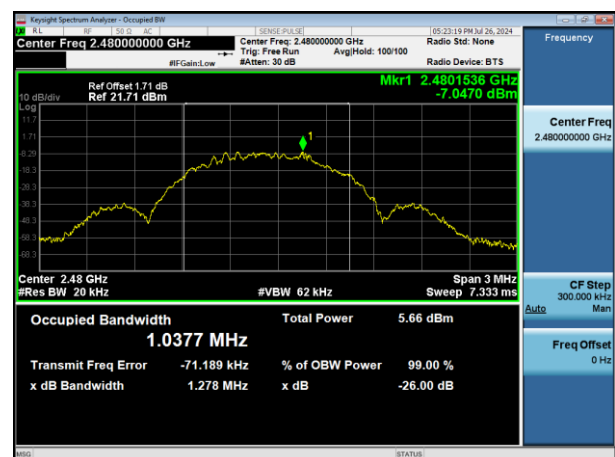 Keysight Spectrum Analyzer - Occupied BW
RL RF 50 Ω AC SENSE:PULSE 05:23:19 PM Jul 26, 2024
Center Freq 2.480000000 GHz
Center Freq: 2.480000000 GHz
Radio Std: None
Trig: Free Run Avg|Hold: 100/100
#IFGain:Low #Atten: 30 dB Radio Device: BTS
Frequency
Mkr1 2.4801536 GHz
-7.0470 dBm
Ref Offset 1.71 dB
10 dB/div Ref 21.71 dBm
Log
11.7
1.71
-8.29
-18.3
-28.3
-38.3
-48.3
-58.3
-68.3
1
Center 2.48 GHz Span 3 MHz
#Res BW 20 kHz #VBW 62 kHz Sweep 7.333 ms
Occupied Bandwidth Total Power 5.66 dBm
1.0377 MHz
Transmit Freq Error -71.189 kHz % of OBW Power 99.00 %
x dB Bandwidth 1.278 MHz x dB -26.00 dB
Center Freq
2.480000000 GHz
CF Step
300.000 kHz
Auto Man
Freq Offset
0 Hz
MSG STATUS